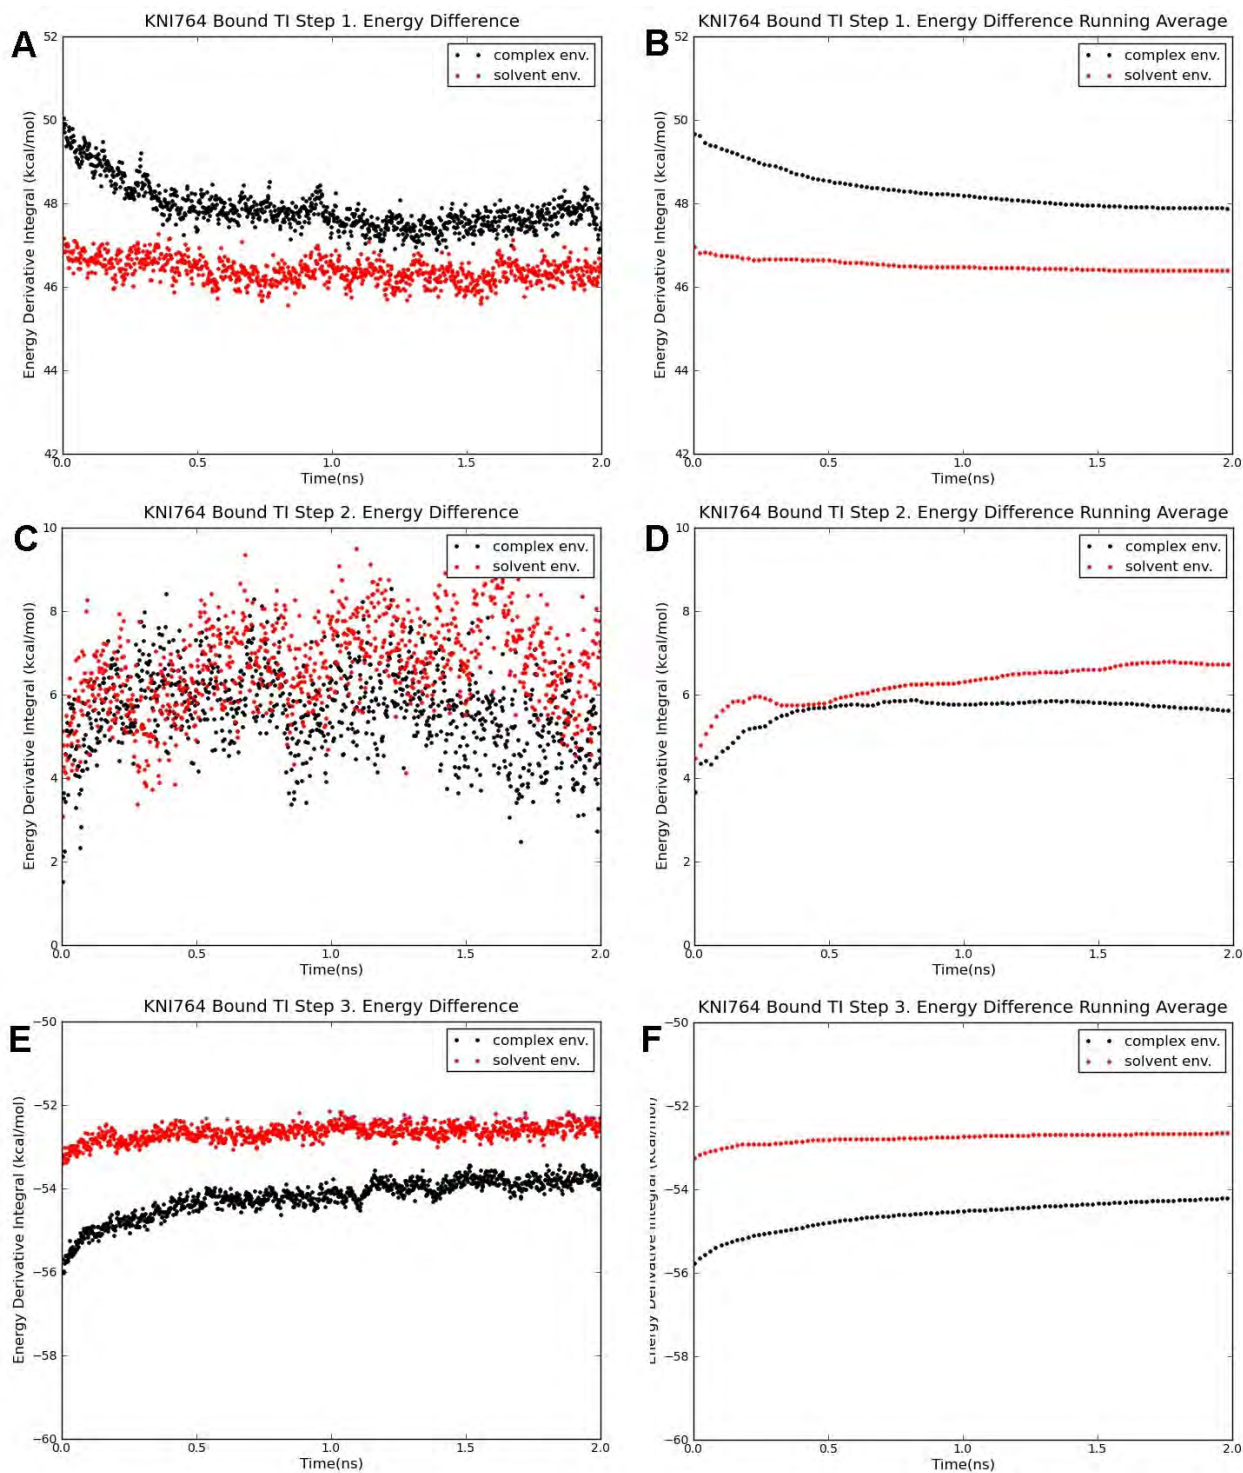 A
KNI764 Bound TI Step 1. Energy Difference
complex env.
solvent env.
Energy Derivative Integral (kcal/mol)
52
50
48
46
44
42
0.0 0.5 1.0 1.5 2.0
Time(ns)
B
KNI764 Bound TI Step 1. Energy Difference Running Average
complex env.
solvent env.
Energy Derivative Integral (kcal/mol)
52
50
48
46
44
42
0.0 0.5 1.0 1.5 2.0
Time(ns)
C
KNI764 Bound TI Step 2. Energy Difference
complex env.
solvent env.
Energy Derivative Integral (kcal/mol)
10
8
6
4
2
0
0.0 0.5 1.0 1.5 2.0
Time(ns)
D
KNI764 Bound TI Step 2. Energy Difference Running Average
complex env.
solvent env.
Energy Derivative Integral (kcal/mol)
10
8
6
4
2
0
0.0 0.5 1.0 1.5 2.0
Time(ns)
E
KNI764 Bound TI Step 3. Energy Difference
complex env.
solvent env.
Energy Derivative Integral (kcal/mol)
−50
−52
−54
−56
−58
−60
0.0 0.5 1.0 1.5 2.0
Time(ns)
F
KNI764 Bound TI Step 3. Energy Difference Running Average
complex env.
solvent env.
Energy Derivative Integral (kcal/mol)
−50
−52
−54
−56
−58
−60
0.0 0.5 1.0 1.5 2.0
Time(ns)